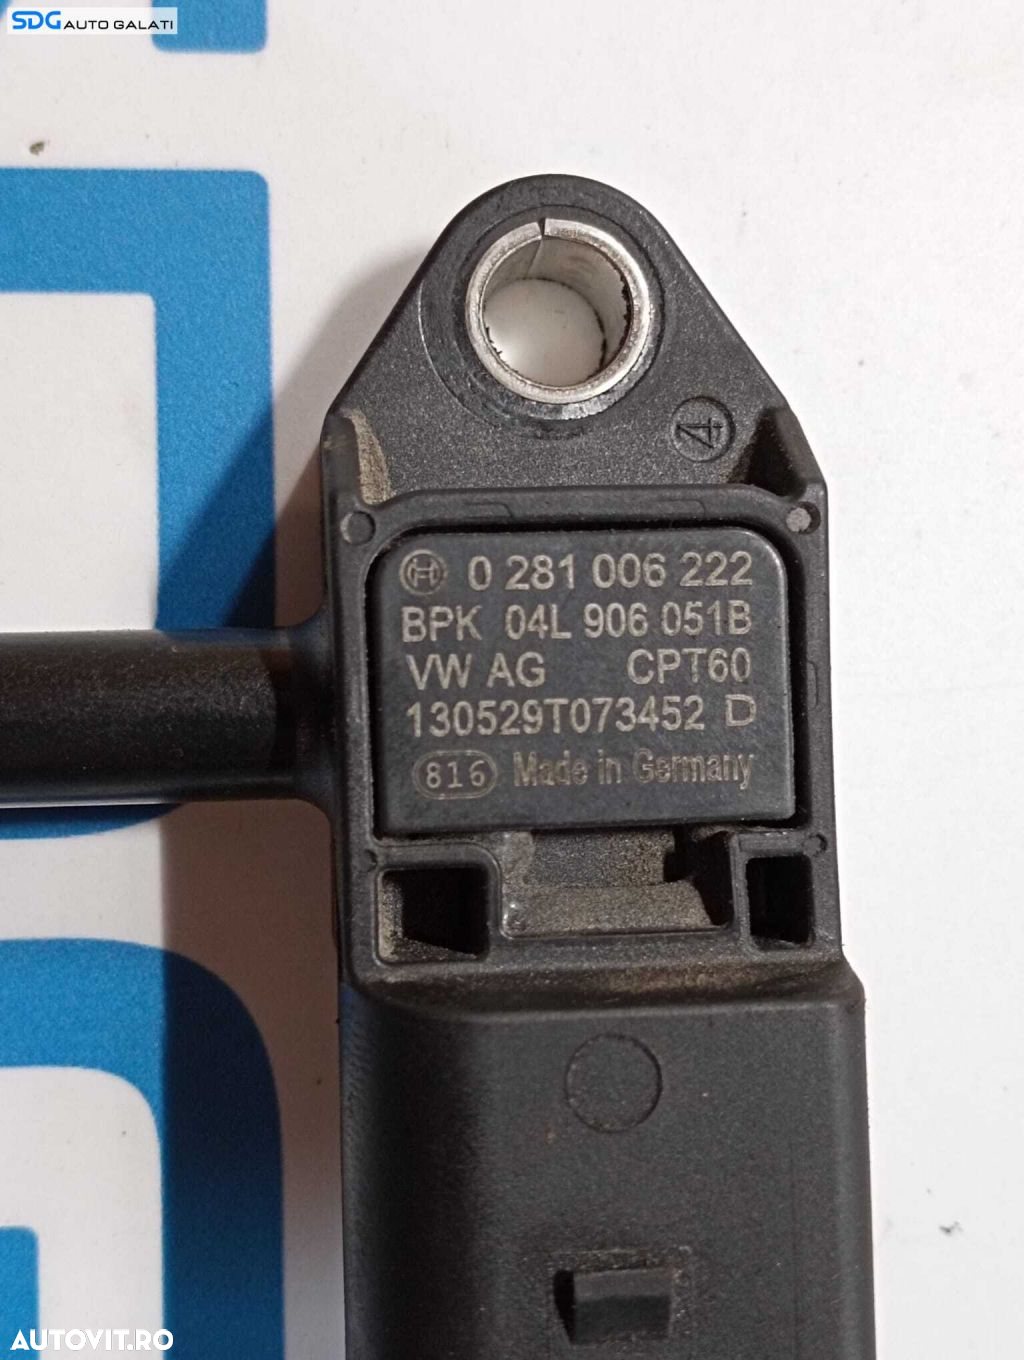 SDG AUTO GALATI
4
0 281 006 222
BPK 04L 906 051B
VW AG CPT60
130529T073452 D
816 Made in Germany
AUTOVIT.RO